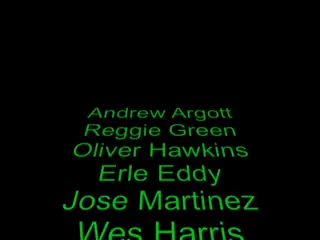 Andrew Argott
Reggie Green
Oliver Hawkins
Erle Eddy
Jose Martinez
Wes Harris